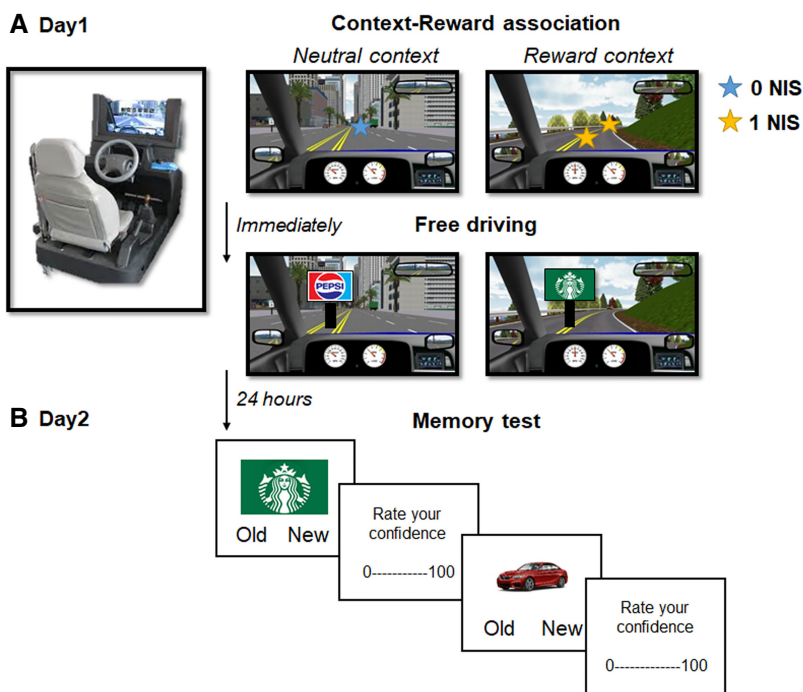 A Day1
Context-Reward association
Neutral context
Reward context
0 NIS
1 NIS
Immediately
Free driving
PEPSI
24 hours
B Day2
Memory test
Old New
Rate your
confidence
0-----------100
Old New
Rate your
confidence
0-------------100